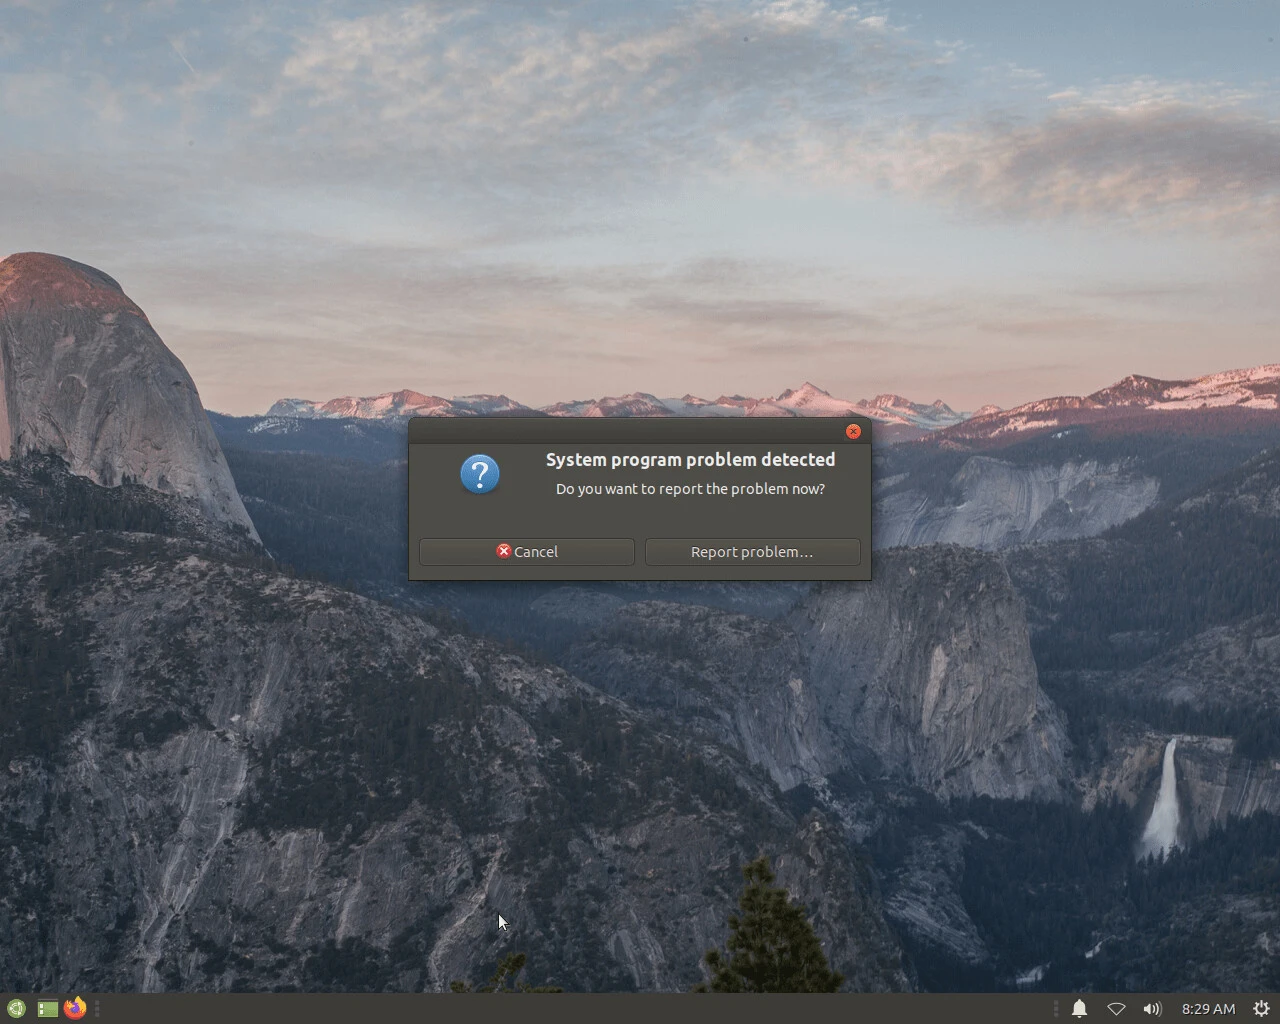 System program problem detected
Do you want to report the problem now?
Cancel
Report problem…
8:29 AM